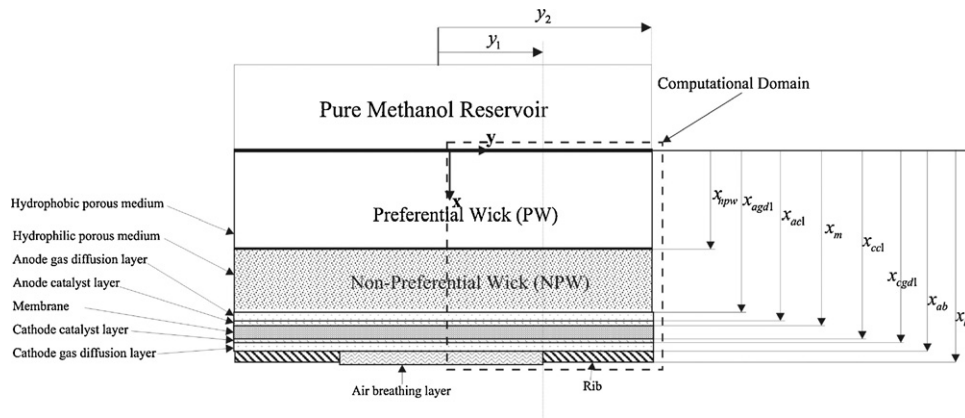 y₂
y₁
Computational Domain
Pure Methanol Reservoir
y
x
Hydrophobic porous medium
Preferential Wick (PW)
Hydrophilic porous medium
Anode gas diffusion layer
Non-Preferential Wick (NPW)
Anode catalyst layer
Membrane
Cathode catalyst layer
Cathode gas diffusion layer
Air breathing layer
Rib
x_npw
x_agdl
x_acl
x_m
x_ccl
x_cgdl
x_ab